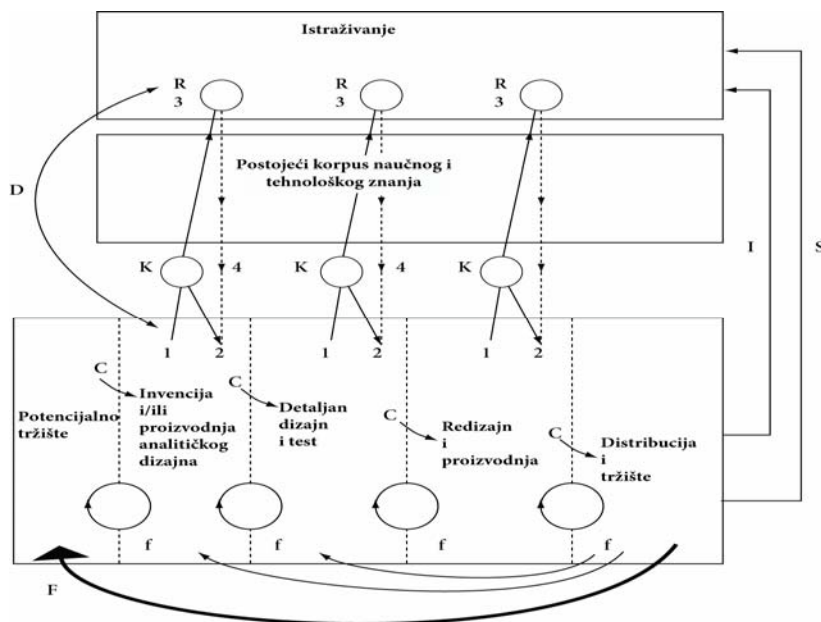 Istraživanje
R
3
R
3
R
3
Postojeći korpus naučnog i
tehnološkog znanja
D
I
S
K
4
K
4
K
1
2
1
2
1
2
C
C
C
C
Potencijalno
tržište
Invencija
i/ili
proizvodnja
analitičkog
dizajna
Detaljan
dizajn
i test
Redizajn
i
proizvodnja
Distribucija
i
tržište
f
f
f
f
F